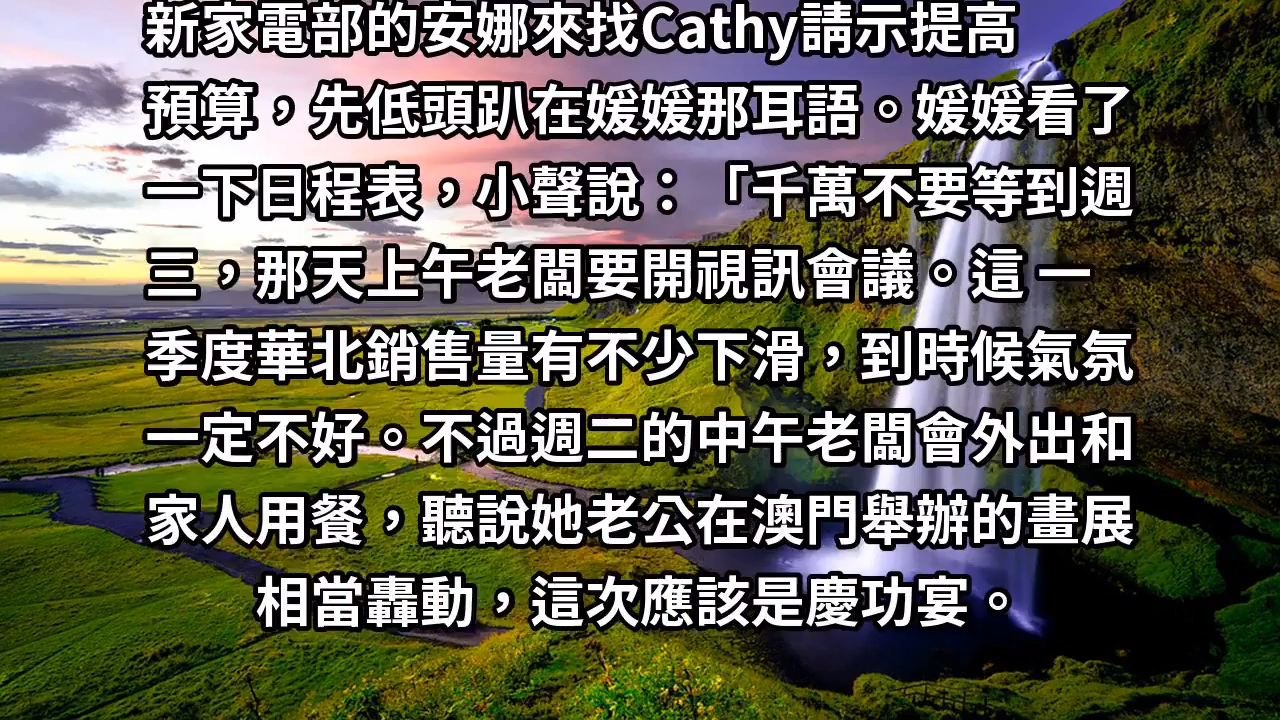 新家電部的安娜來找Cathy請示提高
預算，先低頭趴在媛媛那耳語。媛媛看了
一下日程表，小聲說：「千萬不要等到週
三，那天上午老闆要開視訊會議。這 一
季度華北銷售量有不少下滑，到時候氣氛
一定不好。不過週二的中午老闆會外出和
家人用餐，聽說她老公在澳門舉辦的畫展
相當轟動，這次應該是慶功宴。